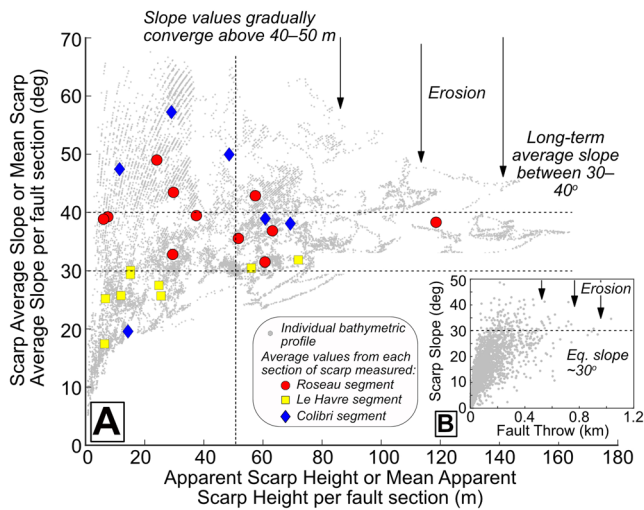 Slope values gradually
converge above 40–50 m
Erosion
Long-term
average slope
between 30–
40º
Scarp Average Slope or Mean Scarp
Average Slope per fault section (deg)
70
60
50
40
30
20
10
0
A
Individual bathymetric
profile
Average values from each
section of scarp measured:
Roseau segment
Le Havre segment
Colibri segment
0 20 40 60 80 100 120 140 160 180
Apparent Scarp Height or Mean Apparent
Scarp Height per fault section (m)
B
Scarp Slope (deg)
50
40
30
20
10
0
Erosion
Eq. slope
~30º
0 0.4 0.8 1.2
Fault Throw (km)